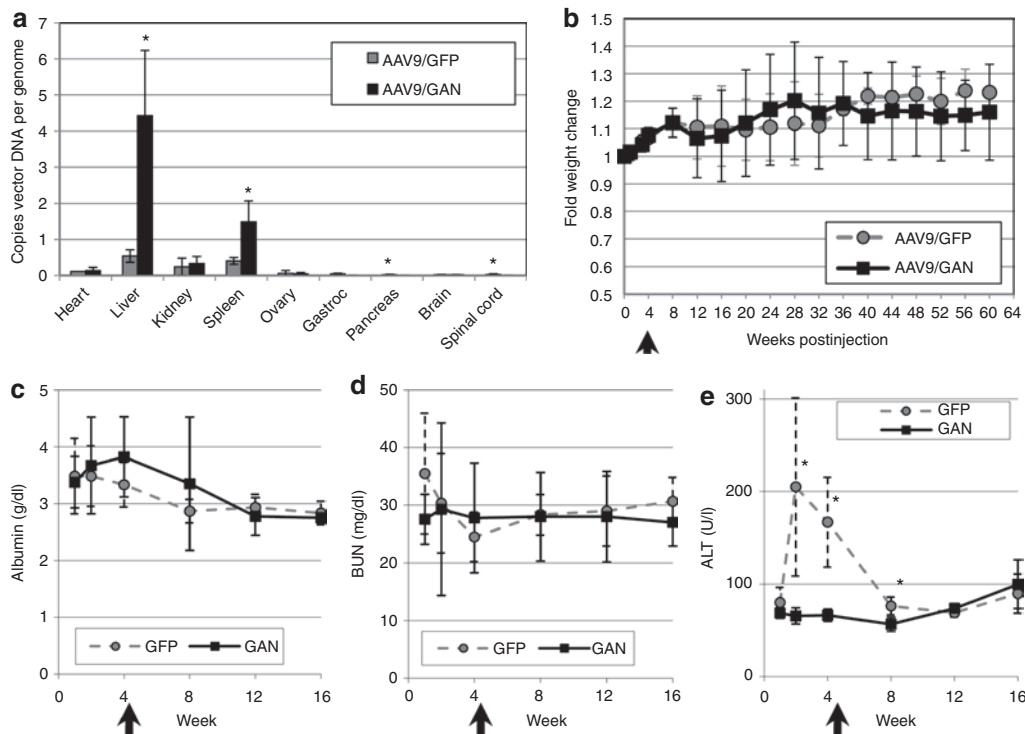 a
7
6
5
4
3
2
1
0
Copies vector DNA per genome
*
*
*
*
AAV9/GFP
AAV9/GAN
Heart
Liver
Kidney
Spleen
Ovary
Gastroc
Pancreas
Brain
Spinal cord
b
1.5
1.4
1.3
1.2
1.1
1
0.9
0.8
0.7
0.6
0.5
Fold weight change
AAV9/GFP
AAV9/GAN
0 4 8 12 16 20 24 28 32 36 40 44 48 52 56 60 64
Weeks postinjection
c
5
4
3
2
1
0
Albumin (g/dl)
GFP GAN
0 4 8 12 16
Week
d
50
40
30
20
10
0
BUN (mg/dl)
GFP GAN
0 4 8 12 16
Week
e
300
200
100
0
ALT (U/l)
GFP
GAN
*
*
*
0 4 8 12 16
Week